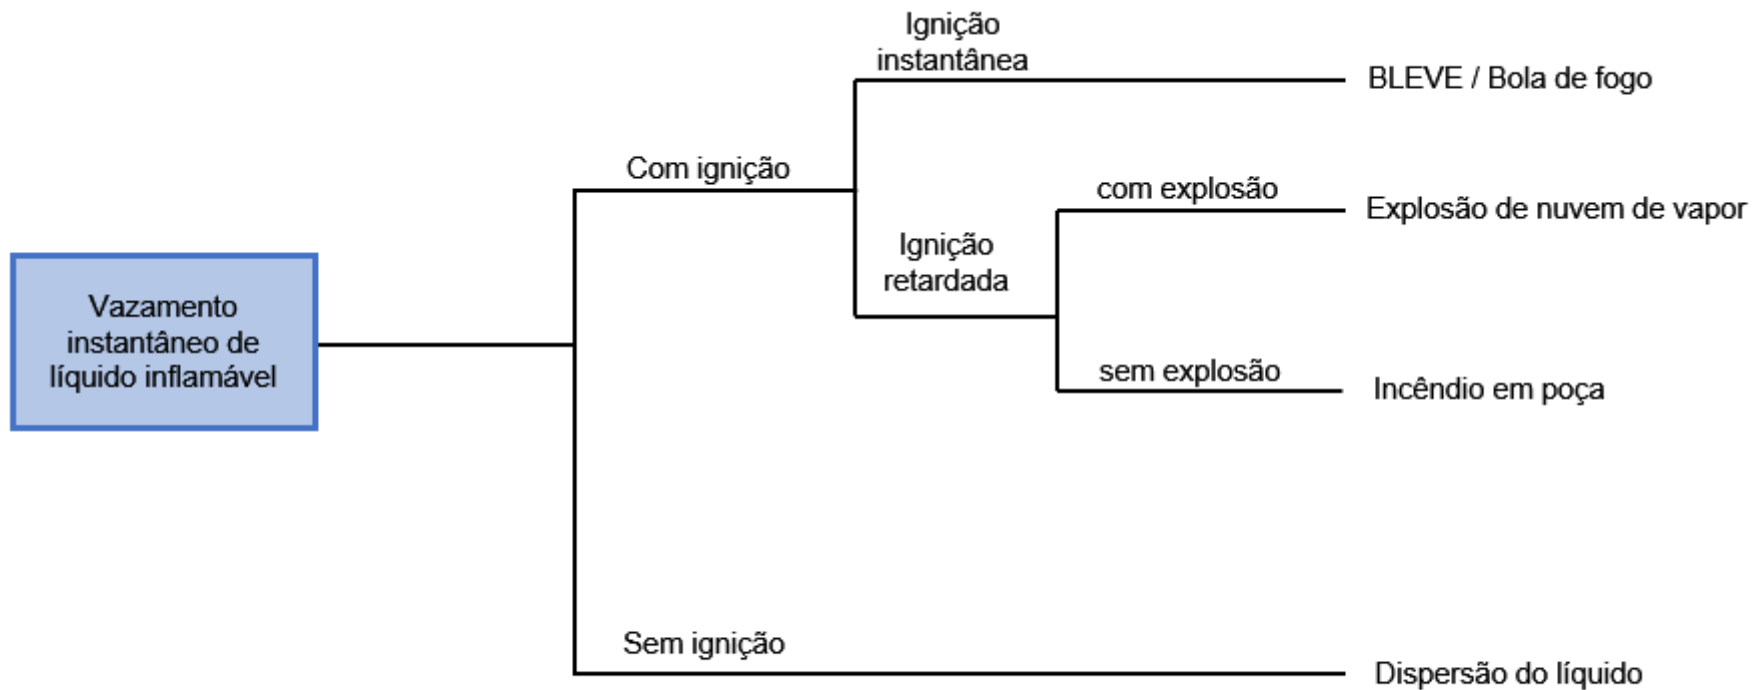 Ignição
instantânea
BLEVE / Bola de fogo
Com ignição
com explosão
Explosão de nuvem de vapor
Ignição
retardada
Vazamento
instantâneo de
líquido inflamável
sem explosão
Incêndio em poça
Sem ignição
Dispersão do líquido